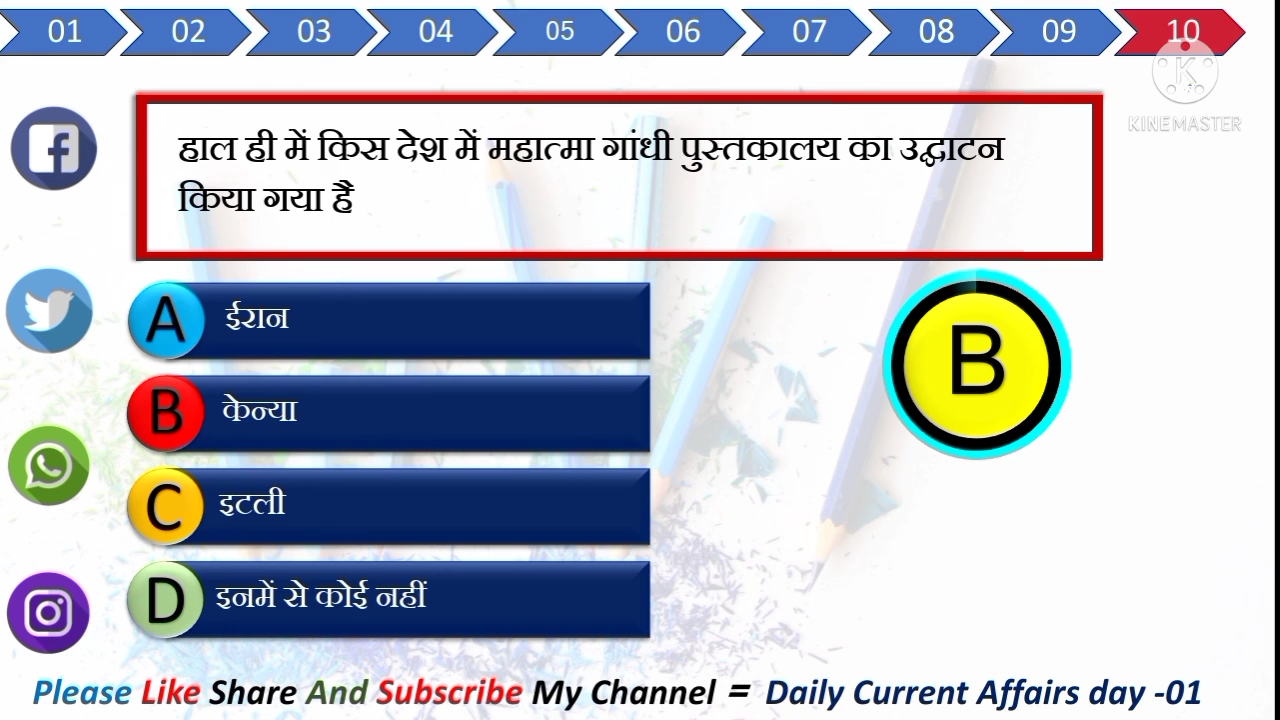 01 02 03 04 05 06 07 08 09 10
KINEMASTER
हाल ही में किस देश में महात्मा गांधी पुस्तकालय का उद्घाटन
किया गया है
A ईरान
B केन्या
C इटली
D इनमें से कोई नहीं
B
Please Like Share And Subscribe My Channel = Daily Current Affairs day -01